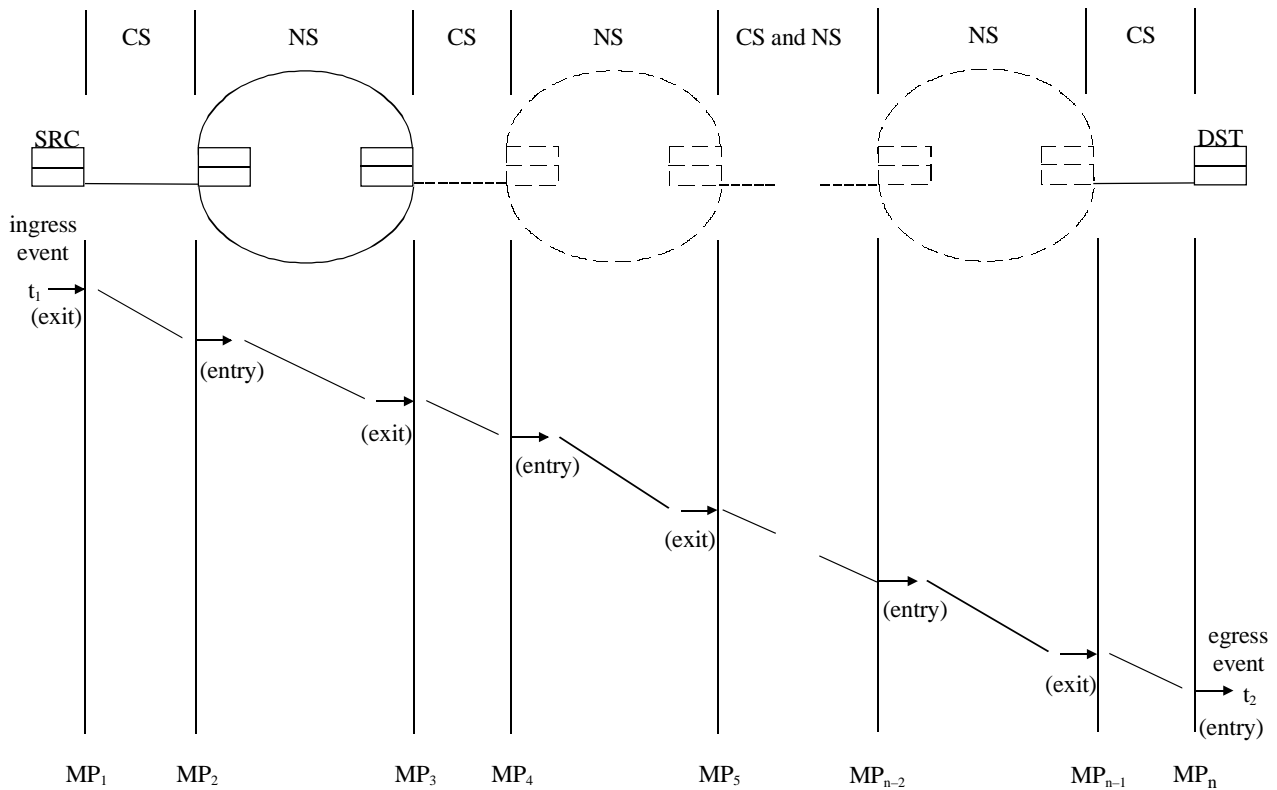 CS NS CS NS CS and NS NS CS
SRC DST
ingress
event
t₁
(exit)
(entry)
(exit)
(entry)
(exit)
(entry)
egress
event
(exit)
t₂
(entry)
MP₁ MP₂ MP₃ MP₄ MP₅ MPₙ₋₂ MPₙ₋₁ MPₙ